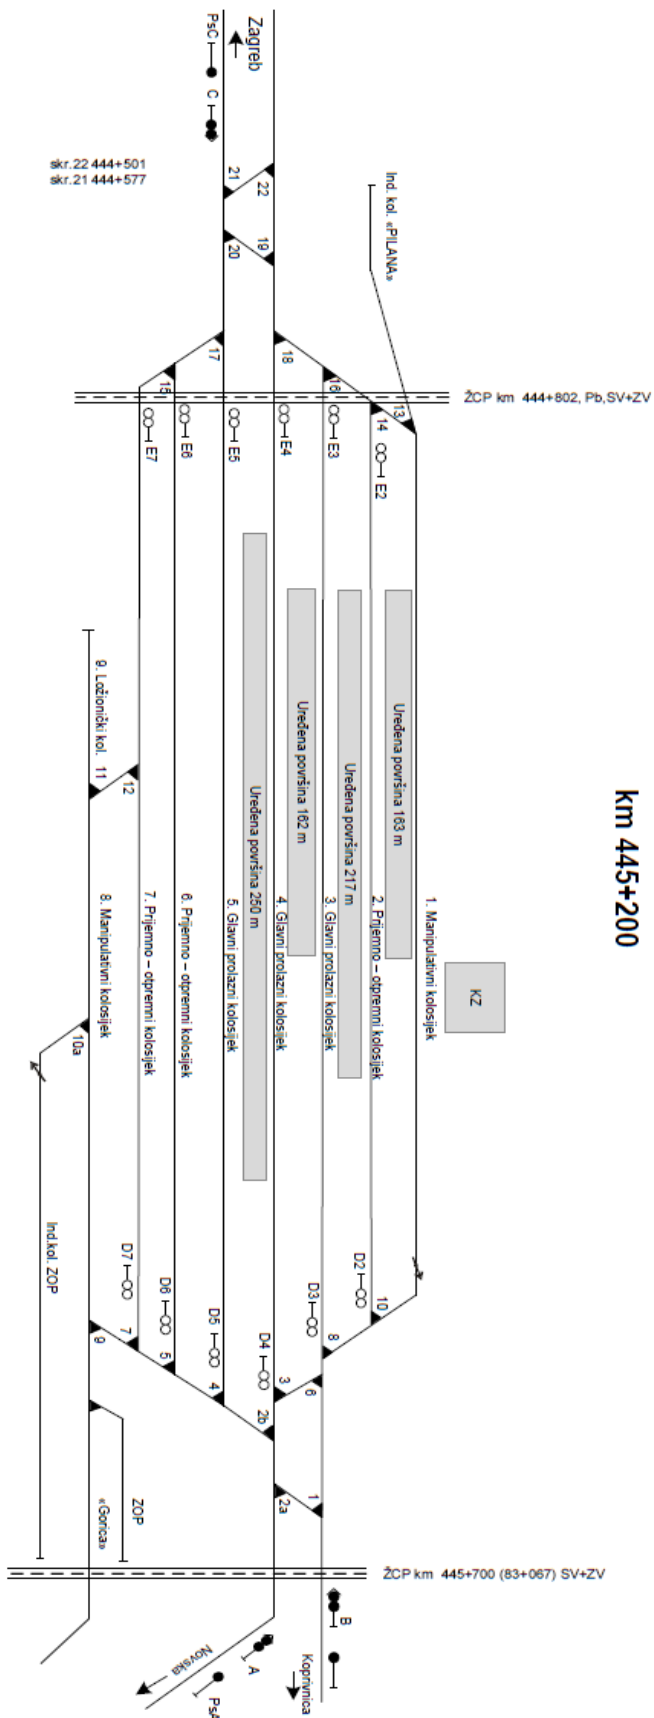 km 445+200
Zagreb
PsC
C
skr.22 444+501
skr.21 444+577
21
22
20
19
Ind. kol. «PILANA»
17
18
16
15
13
14
ŽCP km 444+802, Pb,SV+ZV
E7
E6
E5
E4
E3
E2
Uređena površina 250 m
Uređena površina 162 m
Uređena površina 217 m
Uređena površina 163 m
KZ
9. Ložionički kol.
11
12
1. Manipulativni kolosijek
2. Prijemno – otpremni kolosijek
3. Glavni prolazni kolosijek
4. Glavni prolazni kolosijek
5. Glavni prolazni kolosijek
6. Prijemno – otpremni kolosijek
7. Prijemno – otpremni kolosijek
8. Manipulativni kolosijek
10a
Ind.kol. ZOP
D7
D6
D5
D4
D3
D2
10
8
9
7
5
4
3
6
2b
2a
1
ZOP
«Gorica»
ŽCP km 445+700 (83+067) SV+ZV
B
A
PsA
Novska
Koprivnica